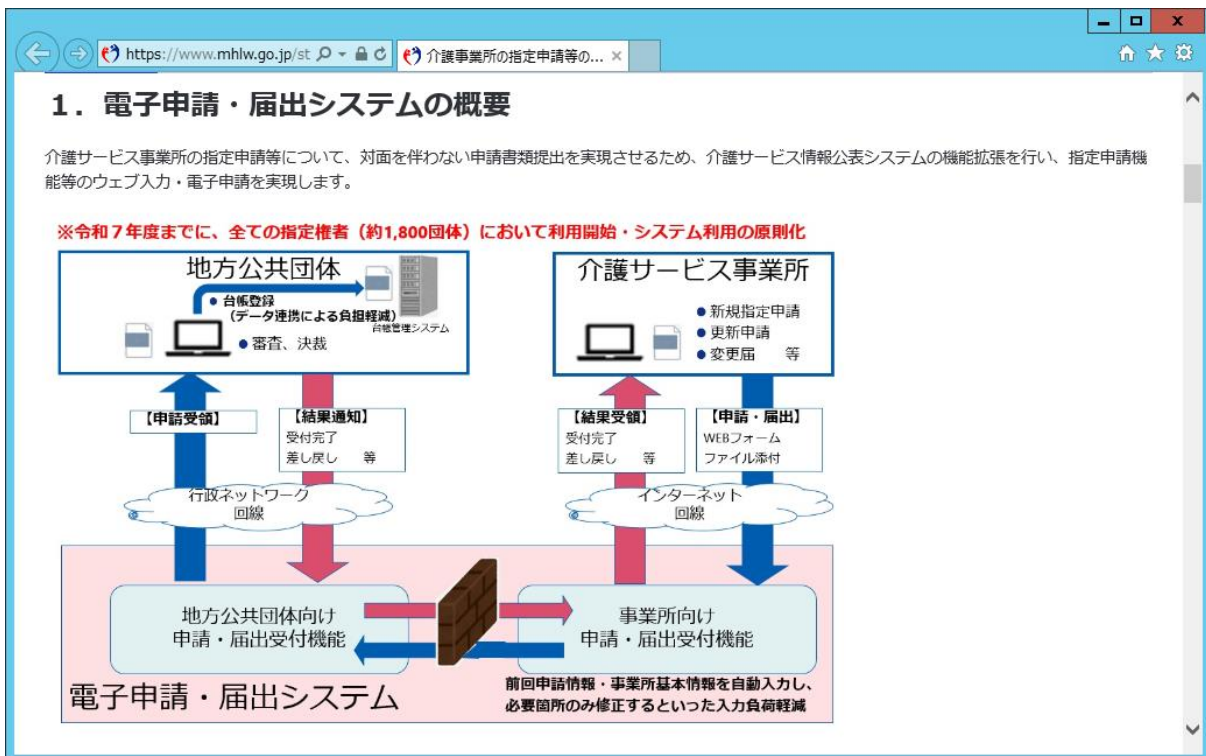 https://www.mhlw.go.jp/st
介護事業所の指定申請等の...
1．電子申請・届出システムの概要
介護サービス事業所の指定申請等について、対面を伴わない申請書類提出を実現させるため、介護サービス情報公表システムの機能拡張を行い、指定申請機
能等のウェブ入力・電子申請を実現します。
※令和７年度までに、全ての指定権者（約1,800団体）において利用開始・システム利用の原則化
地方公共団体
● 台帳登録
（データ連携による負担軽減）
台帳管理システム
● 審査、決裁
介護サービス事業所
● 新規指定申請
● 更新申請
● 変更届　等
【申請受領】
【結果通知】
受付完了
差し戻し　等
【結果受領】
受付完了
差し戻し　等
【申請・届出】
WEBフォーム
ファイル添付
行政ネットワーク
回線
インターネット
回線
地方公共団体向け
申請・届出受付機能
事業所向け
申請・届出受付機能
電子申請・届出システム
前回申請情報・事業所基本情報を自動入力し、
必要箇所のみ修正するといった入力負荷軽減